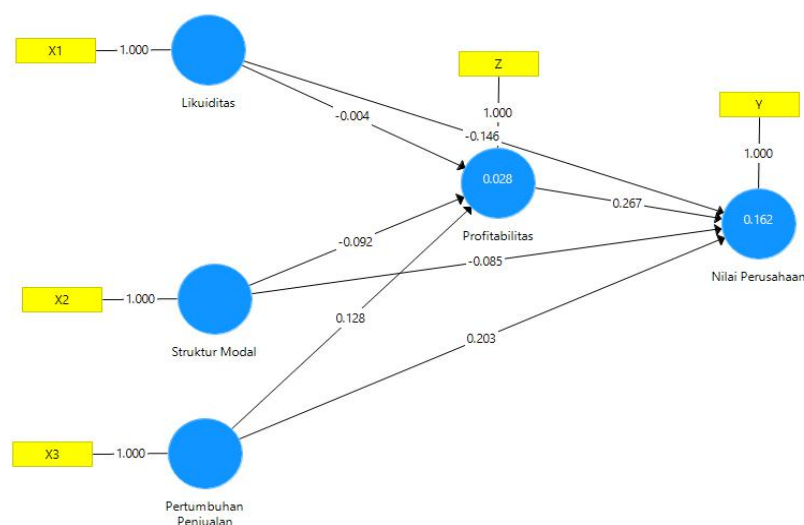 X1
1.000
Likuiditas
Z
1.000
-0.004
-0.146
0.028
Profitabilitas
Y
1.000
0.267
0.162
Nilai Perusahaan
X2
1.000
Struktur Modal
-0.092
-0.085
0.128
0.203
X3
1.000
Pertumbuhan
Penjualan